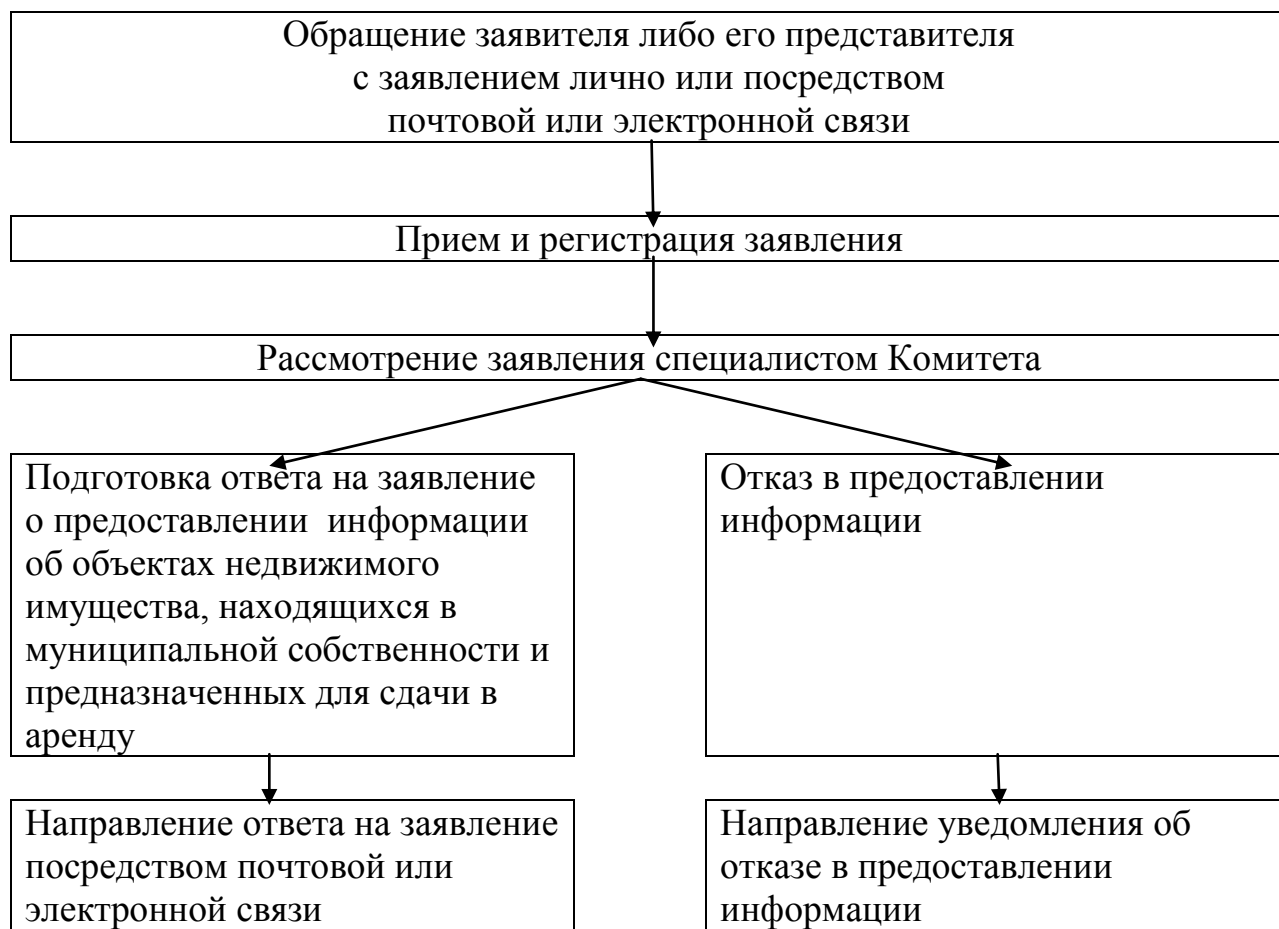 Обращение заявителя либо его представителя
с заявлением лично или посредством
почтовой или электронной связи
Прием и регистрация заявления
Рассмотрение заявления специалистом Комитета
Подготовка ответа на заявление
о предоставлении информации
об объектах недвижимого
имущества, находящихся в
муниципальной собственности и
предназначенных для сдачи в
аренду
Отказ в предоставлении
информации
Направление ответа на заявление
посредством почтовой или
электронной связи
Направление уведомления об
отказе в предоставлении
информации